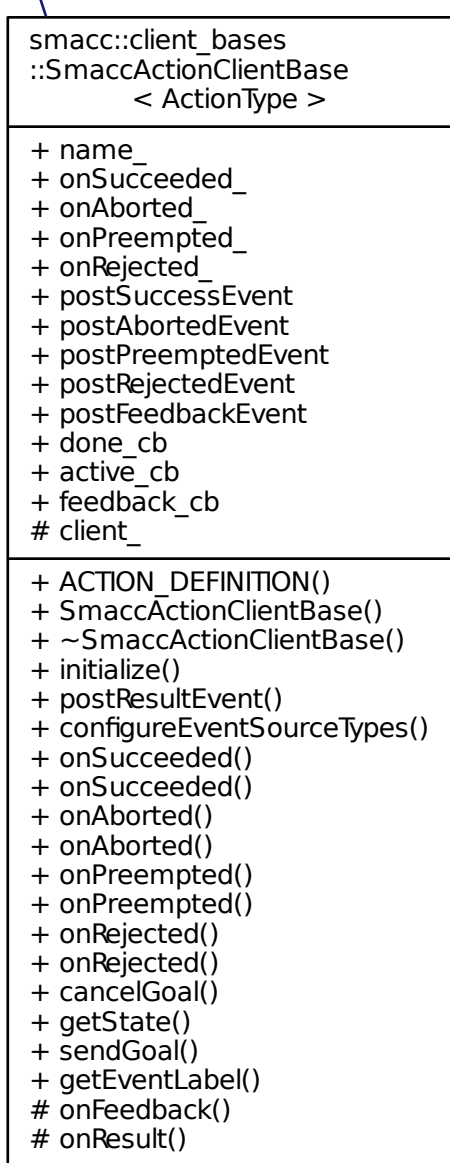 smacc::client_bases
::SmaccActionClientBase
< ActionType >
+ name_
+ onSucceeded_
+ onAborted_
+ onPreempted_
+ onRejected_
+ postSuccessEvent
+ postAbortedEvent
+ postPreemptedEvent
+ postRejectedEvent
+ postFeedbackEvent
+ done_cb
+ active_cb
+ feedback_cb
# client_
+ ACTION_DEFINITION()
+ SmaccActionClientBase()
+ ~SmaccActionClientBase()
+ initialize()
+ postResultEvent()
+ configureEventSourceTypes()
+ onSucceeded()
+ onSucceeded()
+ onAborted()
+ onAborted()
+ onPreempted()
+ onPreempted()
+ onRejected()
+ onRejected()
+ cancelGoal()
+ getState()
+ sendGoal()
+ getEventLabel()
# onFeedback()
# onResult()